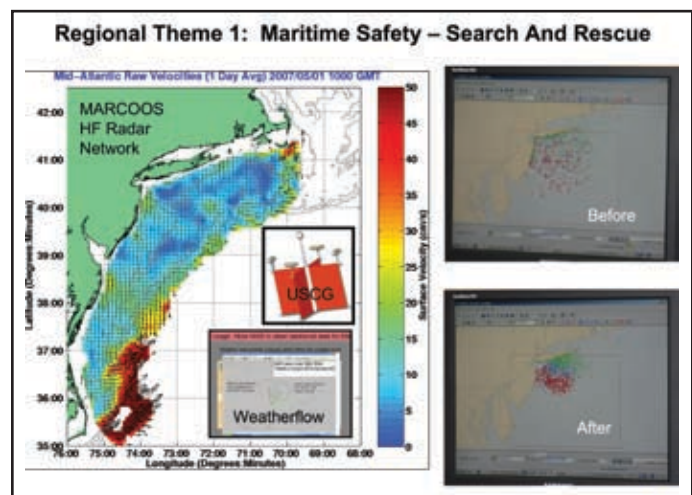 Regional Theme 1: Maritime Safety – Search And Rescue
Mid-Atlantic Raw Velocities (1 Day Avg) 2007/05/01 1000 GMT
MARCOOS
HF Radar
Network
42:00
41:00
40:00
39:00
38:00
37:00
36:00
35:00
Latitude (Degrees:Minutes)
76:00 75:00 74:00 73:00 72:00 71:00 70:00 69:00 68:00
Longitude (Degrees:Minutes)
50
45
40
35
30
25
20
15
10
5
0
Surface Velocity (cm/s)
USCG
Weatherflow
Before
After